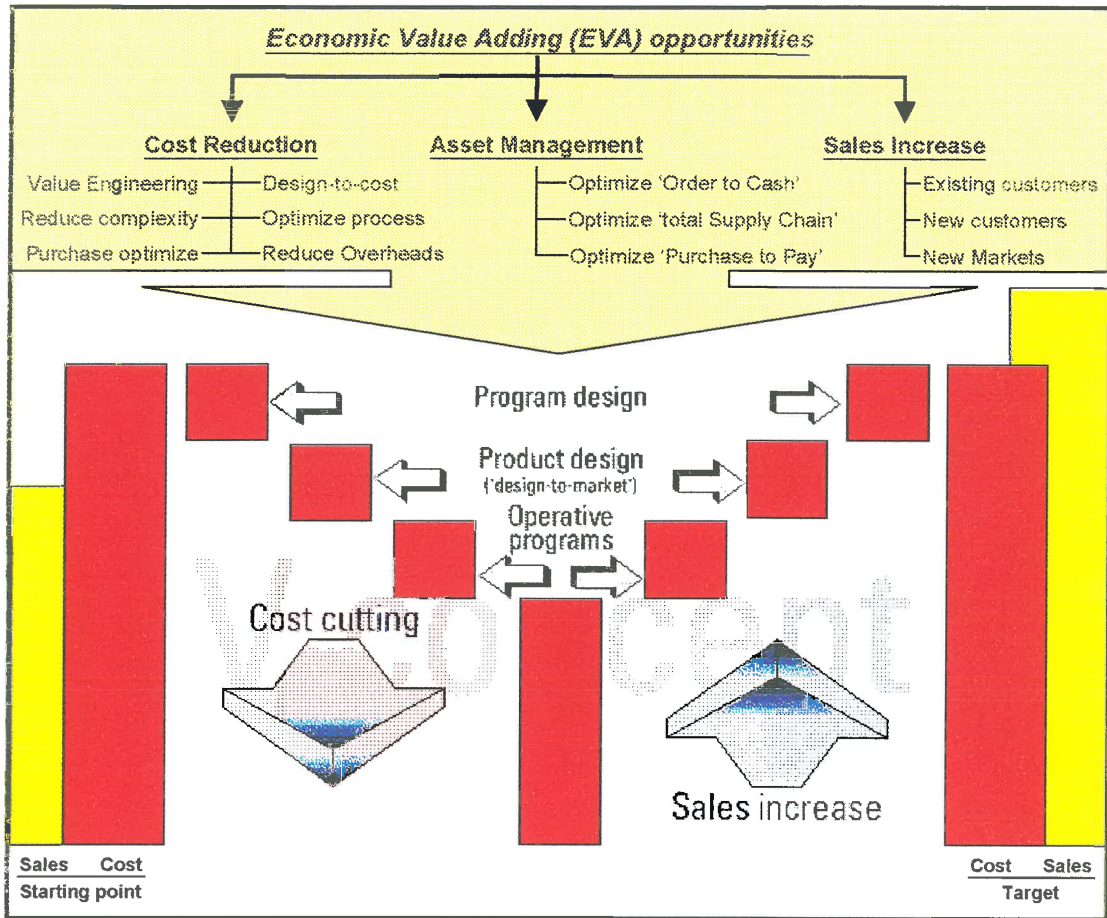 Economic Value Adding (EVA) opportunities
Cost Reduction
Value Engineering Design-to-cost
Reduce complexity Optimize process
Purchase optimize Reduce Overheads
Asset Management
Optimize 'Order to Cash'
Optimize 'total Supply Chain'
Optimize 'Purchase to Pay'
Sales Increase
Existing customers
New customers
New Markets
Program design
Product design
('design-to-market')
Operative
programs
Cost cutting
Sales increase
Sales Cost
Starting point
Cost Sales
Target